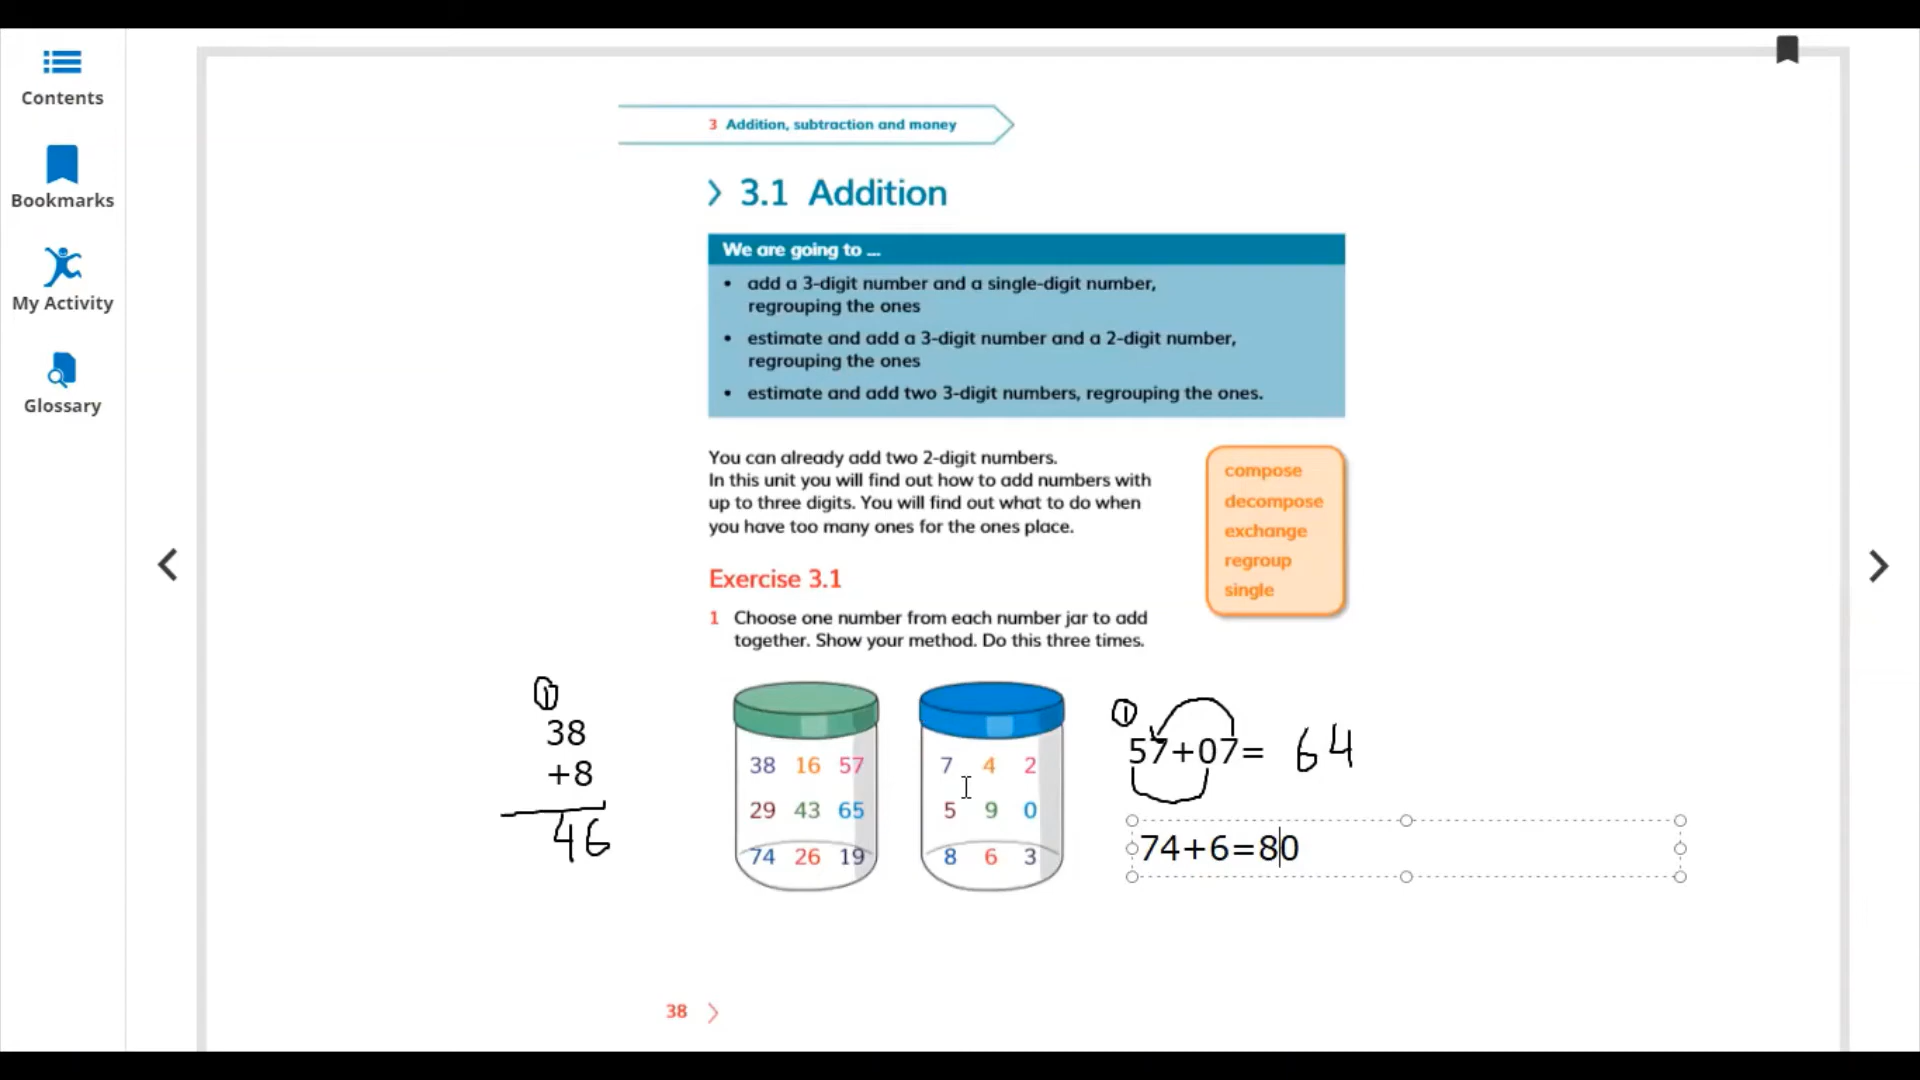 Contents
Bookmarks
My Activity
Glossary
3 Addition, subtraction and money
3.1 Addition
We are going to ...
• add a 3-digit number and a single-digit number,
regrouping the ones
• estimate and add a 3-digit number and a 2-digit number,
regrouping the ones
• estimate and add two 3-digit numbers, regrouping the ones.
You can already add two 2-digit numbers.
In this unit you will find out how to add numbers with
up to three digits. You will find out what to do when
you have too many ones for the ones place.
compose
decompose
exchange
regroup
single
Exercise 3.1
1 Choose one number from each number jar to add
together. Show your method. Do this three times.
1
38
+8
46
38 16 57
29 43 65
74 26 19
7 4 2
5 9 0
8 6 3
1
57+07= 64
74+6=80
38